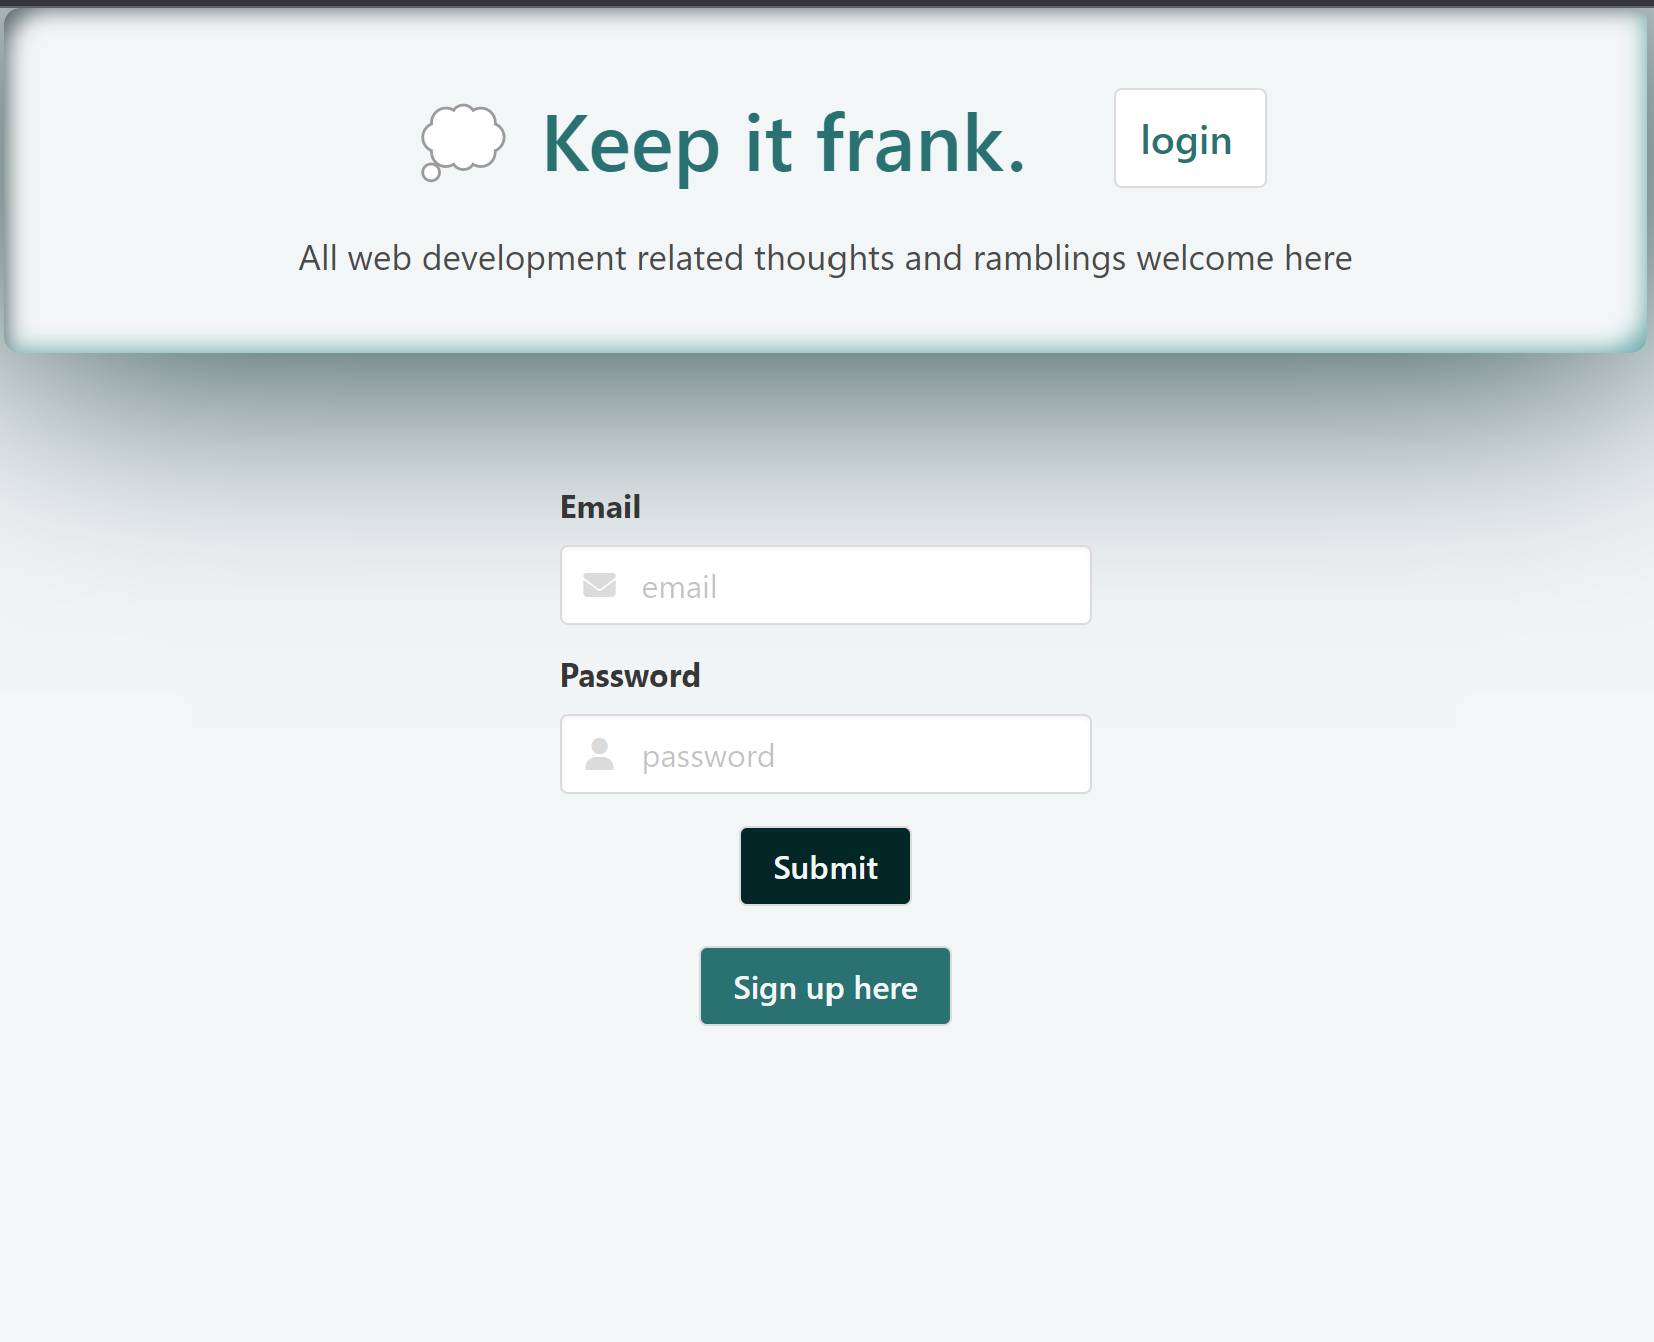 Keep it frank.
login
All web development related thoughts and ramblings welcome here
Email
email
Password
password
Submit
Sign up here